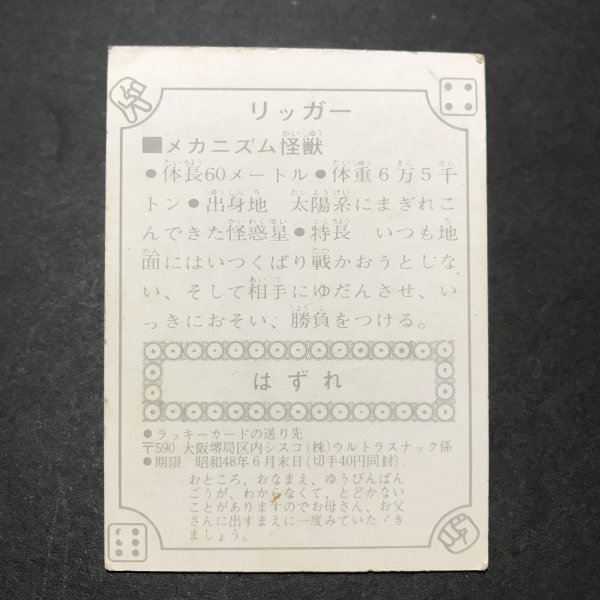 リッガー
■メカニズム怪獣
●体長60メートル●体重6万5千
トン●出身地　太陽系にまぎれこ
んできた怪惑星●特長　いつも地
面にはいつくばり戦かおうとしな
い、そして相手にゆだんさせ、い
っきにおそい、勝負をつける。
はずれ
●ラッキーカードの送り先
〒590 大阪堺局区内シスコ(株)ウルトラスナック係
●期限　昭和48年6月末日(切手40円同封)
おところ、おなまえ、ゆうびんばん
ごうが、わからなくて、とどかない
ことがありますのでお母さん、お父
さんに出すまえに一度みていただき
ましょう。